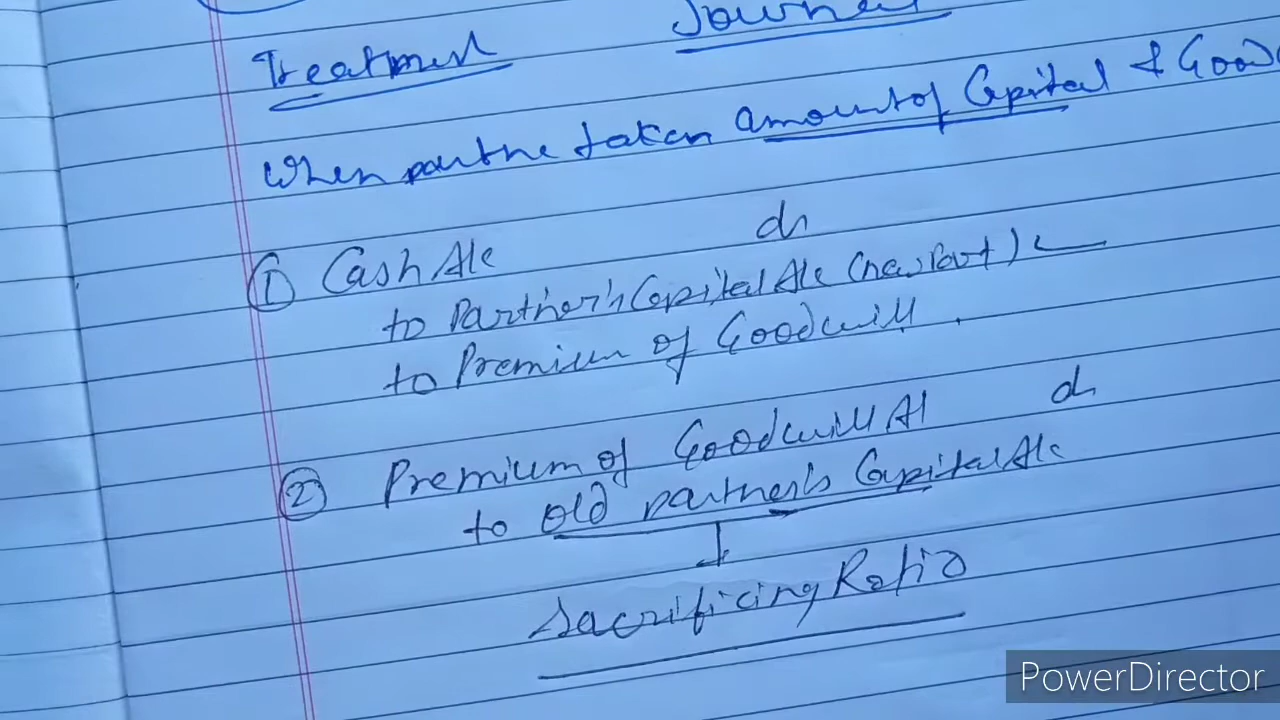 Journal
Treatment
When partne taken amount of Capital & Good
① Cash A/c dr
to Partner's Capital A/c (new Part)
to Premium of Goodwill
② Premium of Goodwill A/ dr
to Old partner's Capital A/c
Sacrificing Ratio
PowerDirector